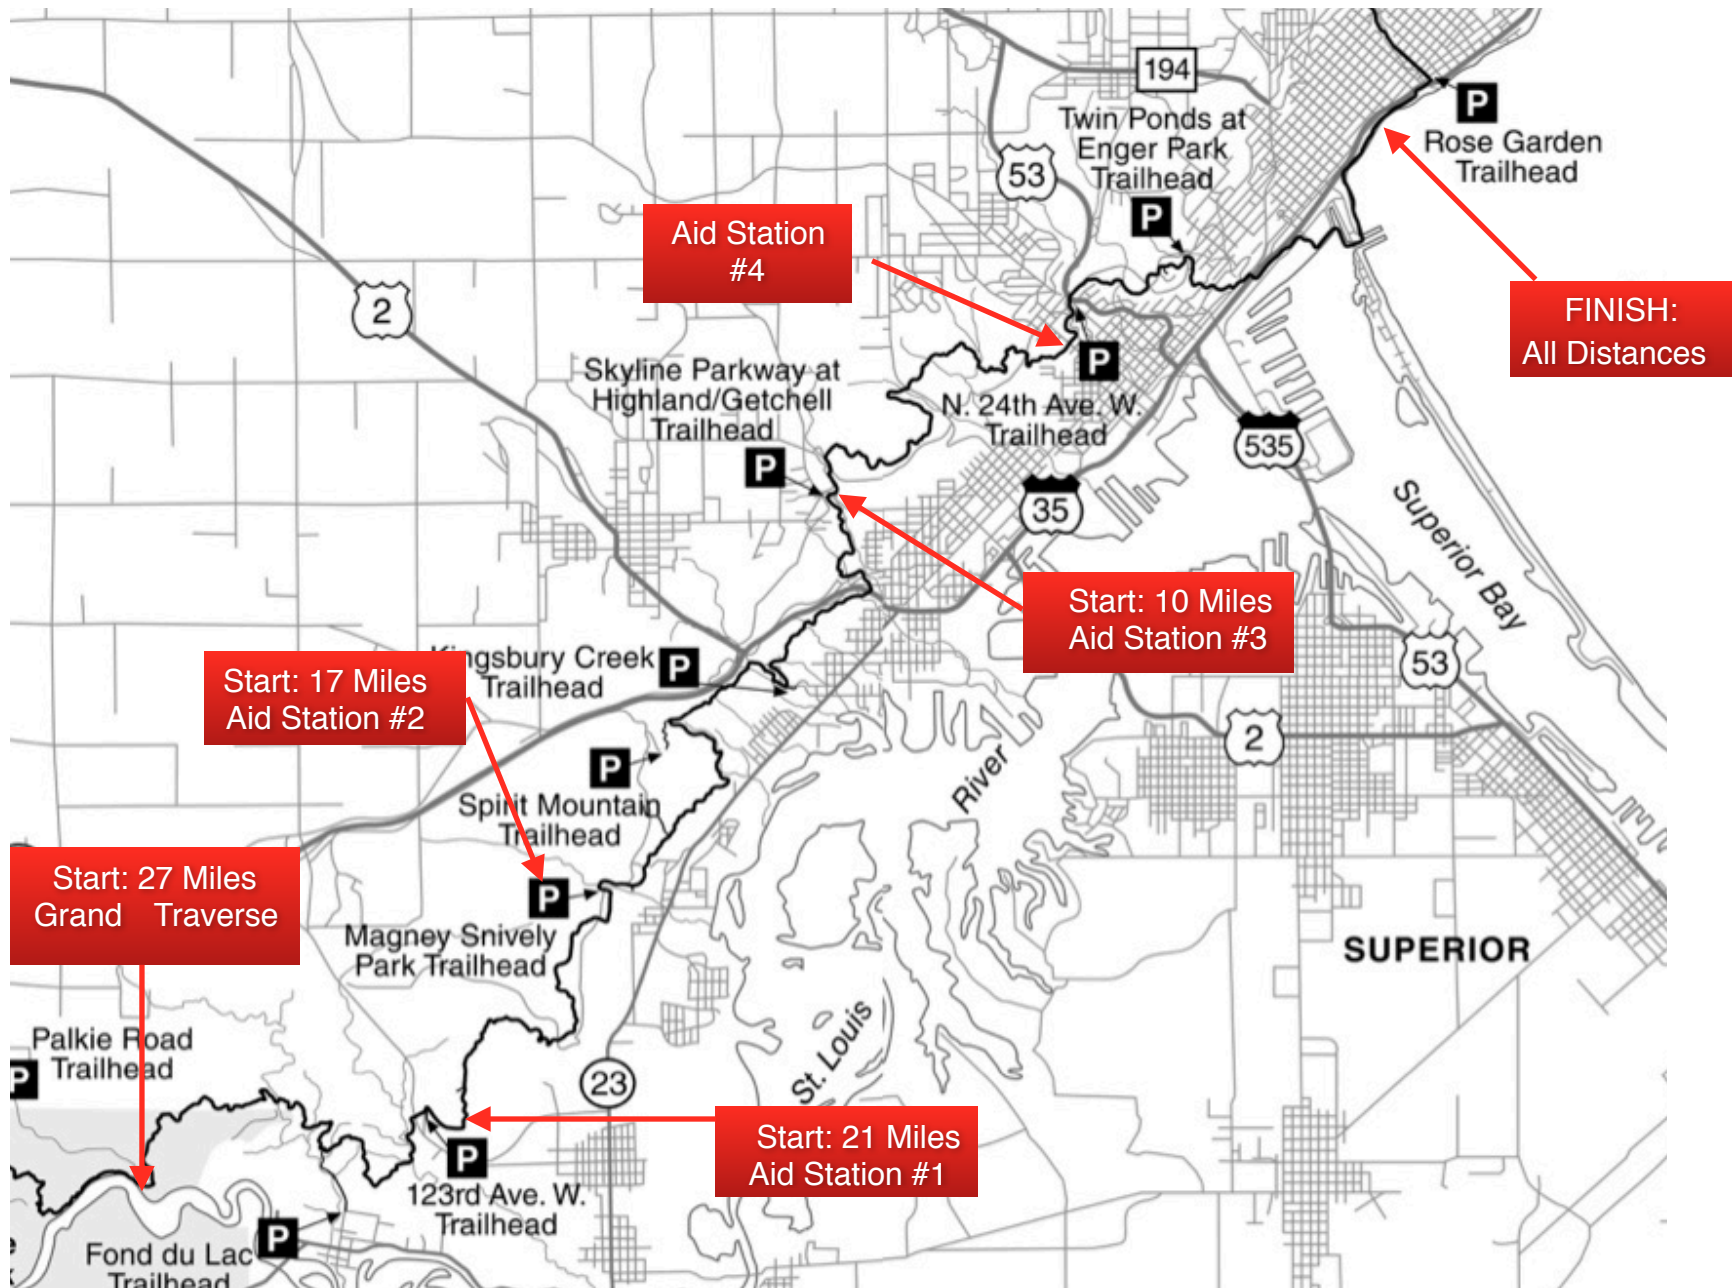 194
Twin Ponds at
Enger Park
Trailhead
P
P
Rose Garden
Trailhead
53
P
Aid Station
#4
2
FINISH:
All Distances
Skyline Parkway at
Highland/Getchell
Trailhead
P
P
N. 24th Ave. W.
Trailhead
535
35
Superior Bay
Start: 10 Miles
Aid Station #3
53
Kingsbury Creek
Trailhead
P
Start: 17 Miles
Aid Station #2
2
River
P
Spirit Mountain
Trailhead
Start: 27 Miles
Grand Traverse
P
Magney Snively
Park Trailhead
SUPERIOR
St. Louis
Palkie Road
Trailhead
P
23
Start: 21 Miles
Aid Station #1
P
123rd Ave. W.
Trailhead
P
Fond du Lac
Trailhead